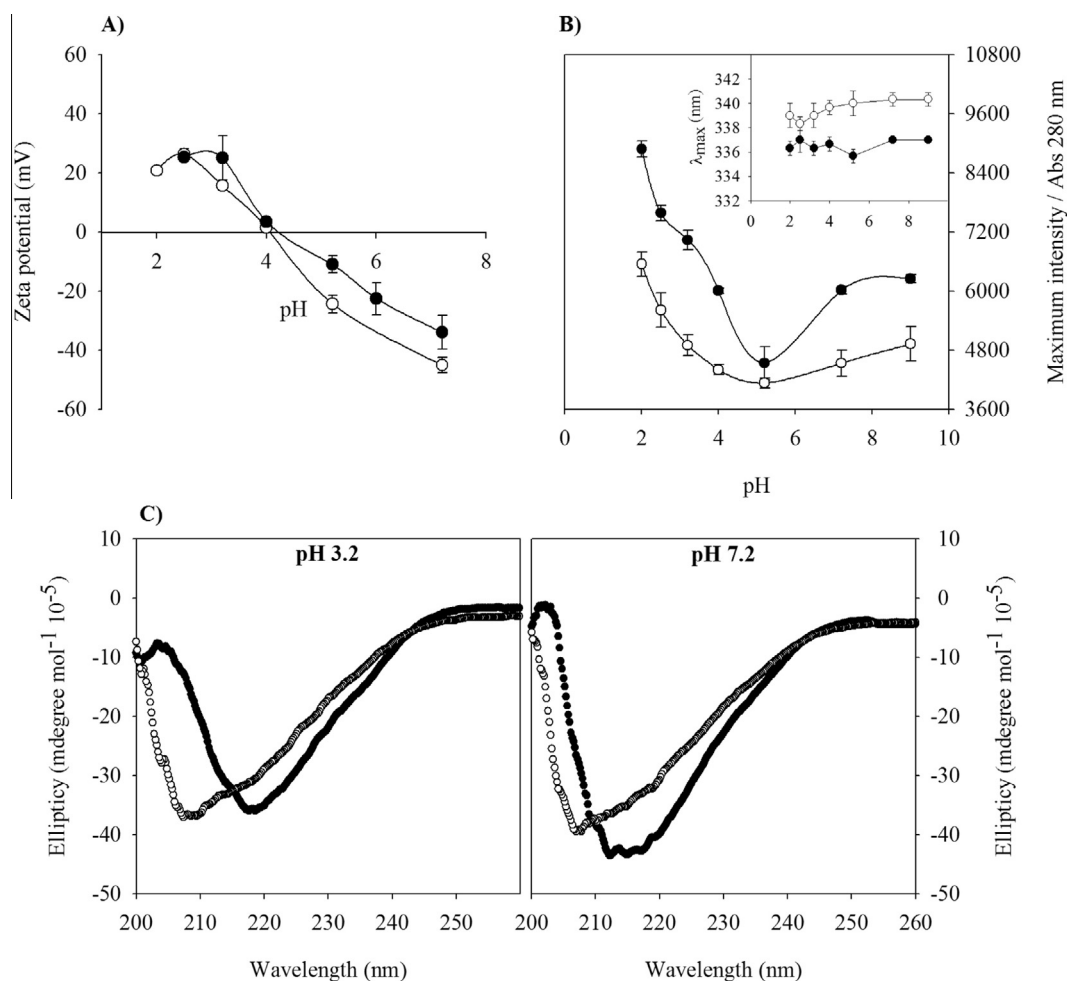 A)
60
40
20
0
-20
-40
-60
Zeta potential (mV)
2 4 6 8
pH
B)
10800
9600
8400
7200
6000
4800
3600
Maximum intensity / Abs 280 nm
0 2 4 6 8 10
pH
342
340
338
336
334
332
λmax (nm)
0 2 4 6 8
C)
pH 3.2
10
0
-10
-20
-30
-40
-50
Ellipticy (mdegree mol-1 10-5)
200 210 220 230 240 250
Wavelength (nm)
pH 7.2
10
0
-10
-20
-30
-40
-50
Ellipticy (mdegree mol-1 10-5)
200 210 220 230 240 250 260
Wavelength (nm)